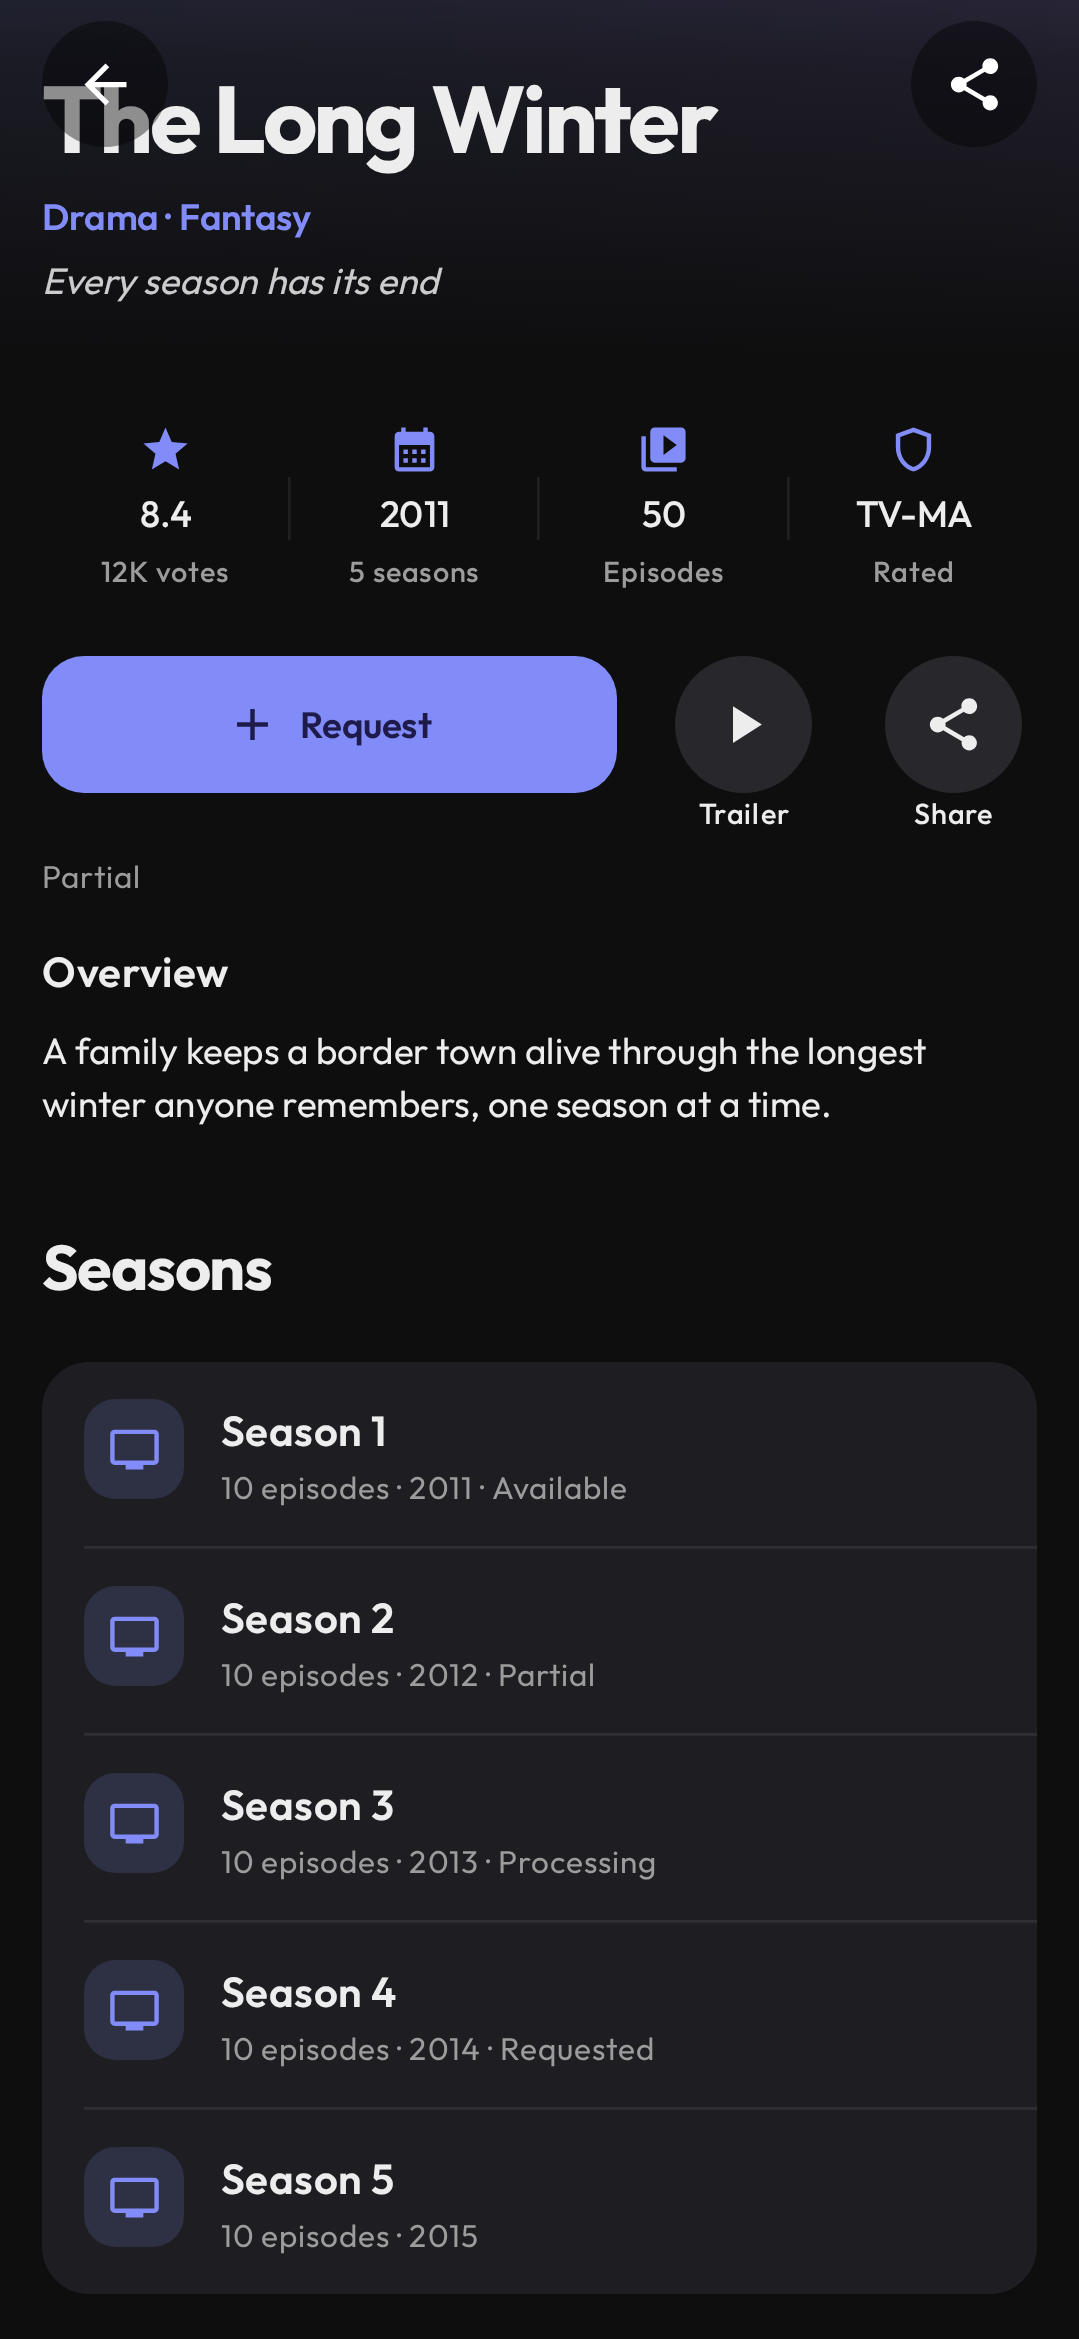 The Long Winter
Drama · Fantasy
Every season has its end
8.4
12K votes
2011
5 seasons
50
Episodes
TV-MA
Rated
Request
Trailer
Share
Partial
Overview
A family keeps a border town alive through the longest
winter anyone remembers, one season at a time.
Seasons
Season 1
10 episodes · 2011 · Available
Season 2
10 episodes · 2012 · Partial
Season 3
10 episodes · 2013 · Processing
Season 4
10 episodes · 2014 · Requested
Season 5
10 episodes · 2015